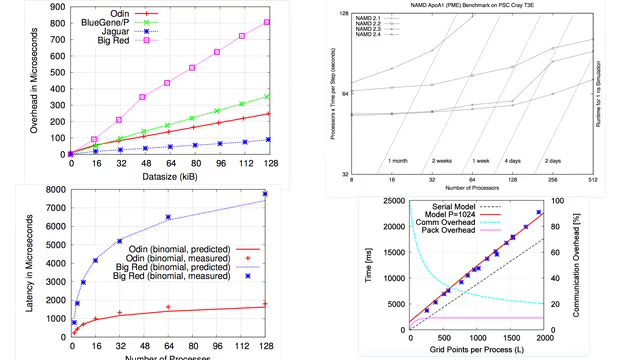 900
800
700
600
500
400
300
200
100
0
Overhead in Microseconds
Odin
BlueGene/P
Jaguar
Big Red
0 16 32 48 64 80 96 112 128
Datasize (kiB)
NAMD ApoA1 (PME) Benchmark on PSC Cray T3E
128
64
32
Processors x Time per Step (seconds)
NAMD 2.1
NAMD 2.2
NAMD 2.3
NAMD 2.4
Runtime for 1 ns Simulation
1 month 2 weeks 1 week 4 days 2 days
8 16 32 64 128 256 512
Number of Processors
8000
7000
6000
5000
4000
3000
2000
1000
0
Latency in Microseconds
Odin (binomial, predicted)
Odin (binomial, measured)
Big Red (binomial, predicted)
Big Red (binomial, measured)
0 16 32 48 64 80 96 112 128
Number of Processes
25000
20000
15000
10000
5000
0
Time [ms]
Serial Model
Model P=1024
Comm Overhead
Pack Overhead
100
80
60
40
20
0
Communication Overhead [%]
0 500 1000 1500 2000
Grid Points per Process (L)